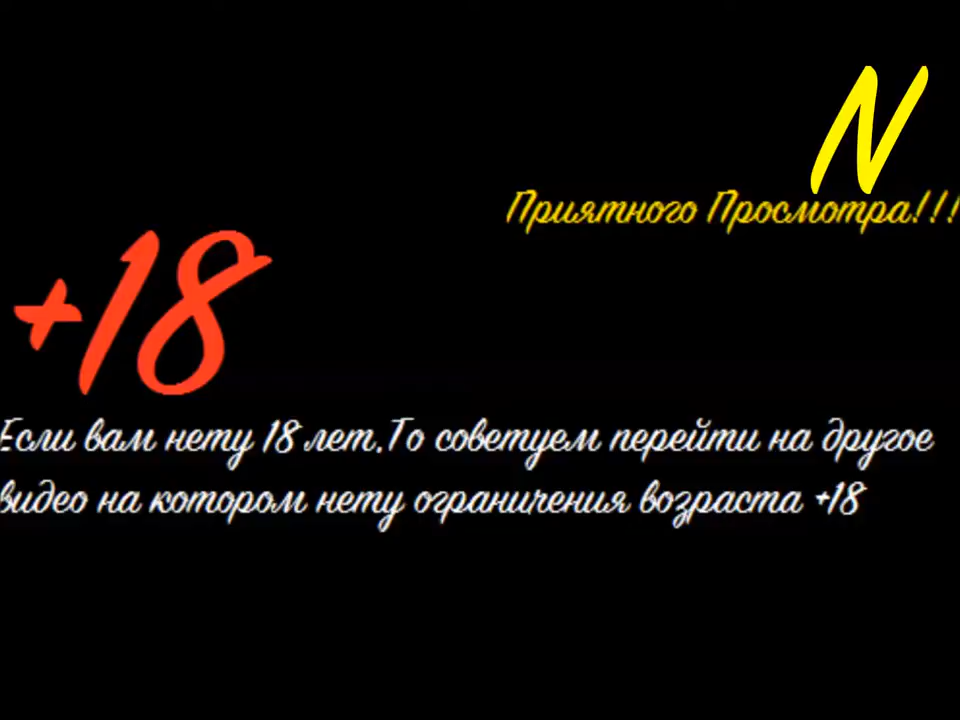 N
Приятного Просмотра!!!
+18
Если вам нету 18 лет.То советуем перейти на другое
видео на котором нету ограничения возраста +18